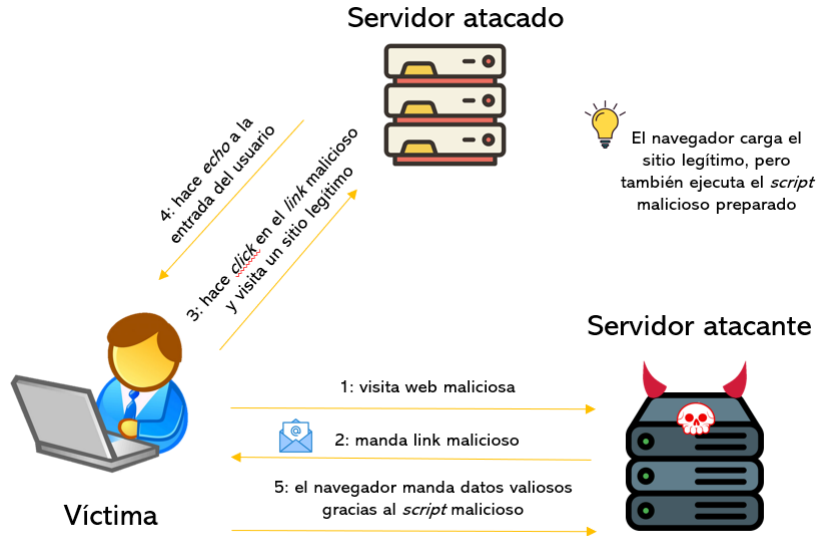 Servidor atacado
El navegador carga el
sitio legítimo, pero
también ejecuta el script
malicioso preparado
4: hace echo a la
entrada del usuario
3: hace click en el link malicioso
y visita un sitio legítimo
Servidor atacante
1: visita web maliciosa
@
2: manda link malicioso
5: el navegador manda datos valiosos
gracias al script malicioso
Víctima